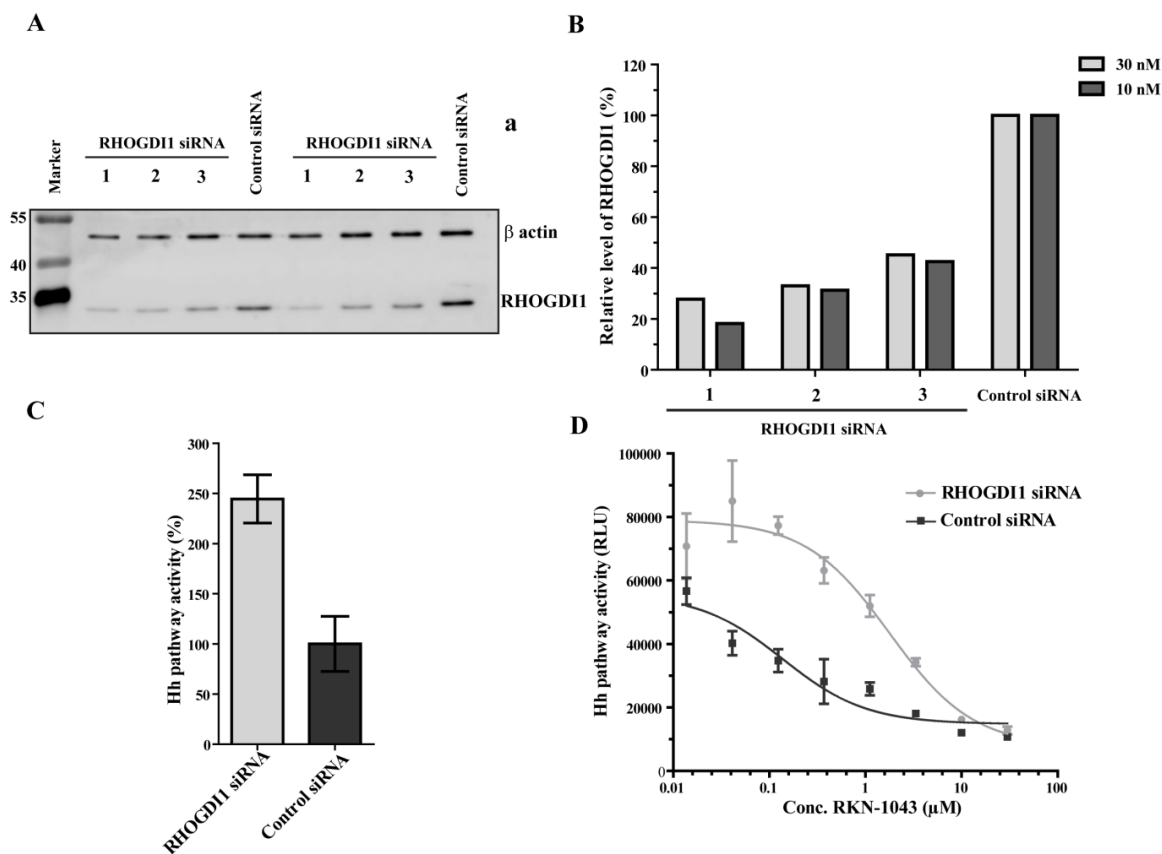 A
Marker
RHOGDI1 siRNA
1 2 3
Control siRNA
RHOGDI1 siRNA
1 2 3
Control siRNA
a
55
40
35
β actin
RHOGDI1
B
Relative level of RHOGDI1 (%)
120
100
80
60
40
20
0
30 nM
10 nM
1 2 3 Control siRNA
RHOGDI1 siRNA
C
Hh pathway activity (%)
300
250
200
150
100
50
0
RHOGDI1 siRNA
Control siRNA
D
Hh pathway activity (RLU)
100000
80000
60000
40000
20000
0
RHOGDI1 siRNA
Control siRNA
0.01 0.1 1 10 100
Conc. RKN-1043 (µM)